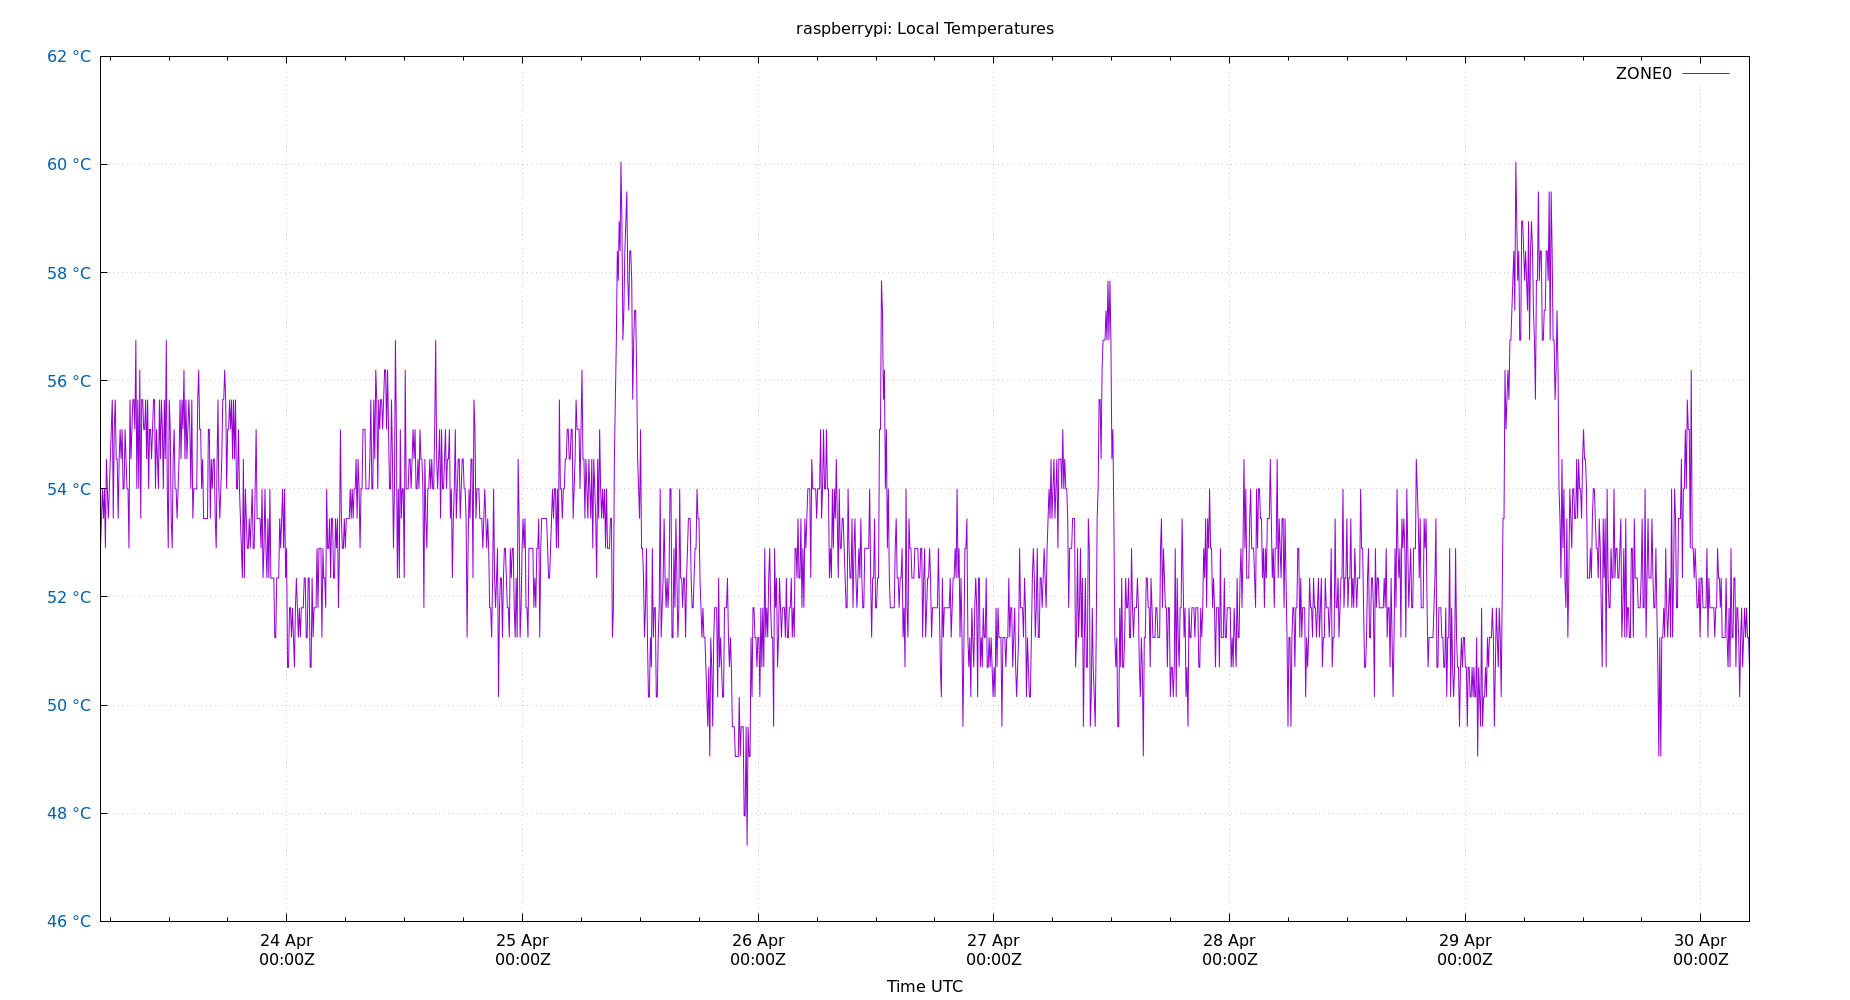 raspberrypi: Local Temperatures
ZONE0
62 °C
60 °C
58 °C
56 °C
54 °C
52 °C
50 °C
48 °C
46 °C
24 Apr
00:00Z
25 Apr
00:00Z
26 Apr
00:00Z
27 Apr
00:00Z
28 Apr
00:00Z
29 Apr
00:00Z
30 Apr
00:00Z
Time UTC